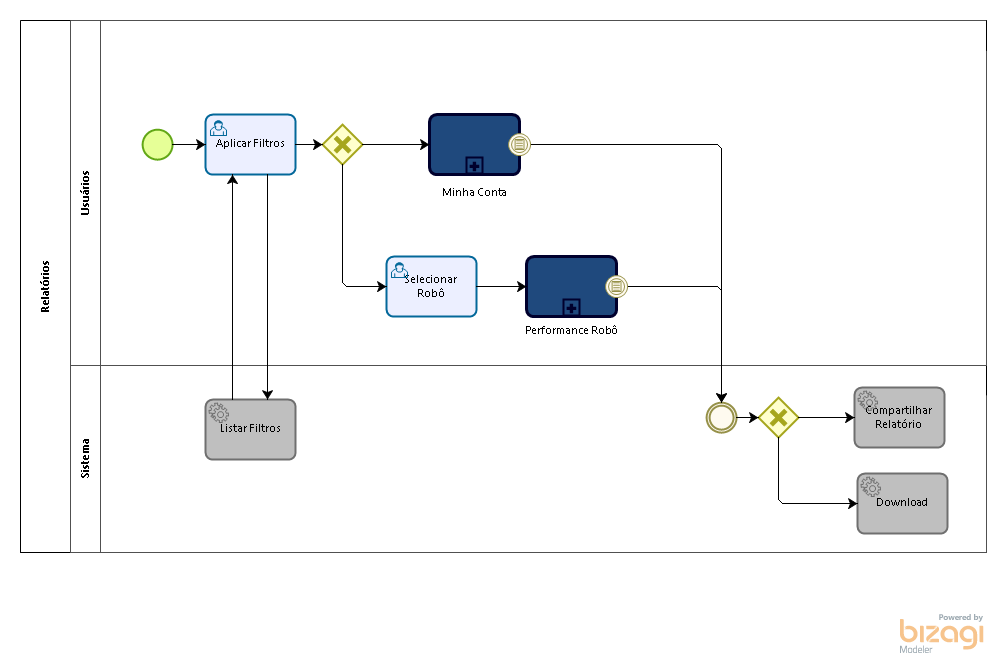 Relatórios
Usuários
Aplicar Filtros
Minha Conta
Selecionar
Robô
Performance Robô
Sistema
Listar Filtros
Compartilhar
Relatório
Download
Powered by
bizagi
Modeler